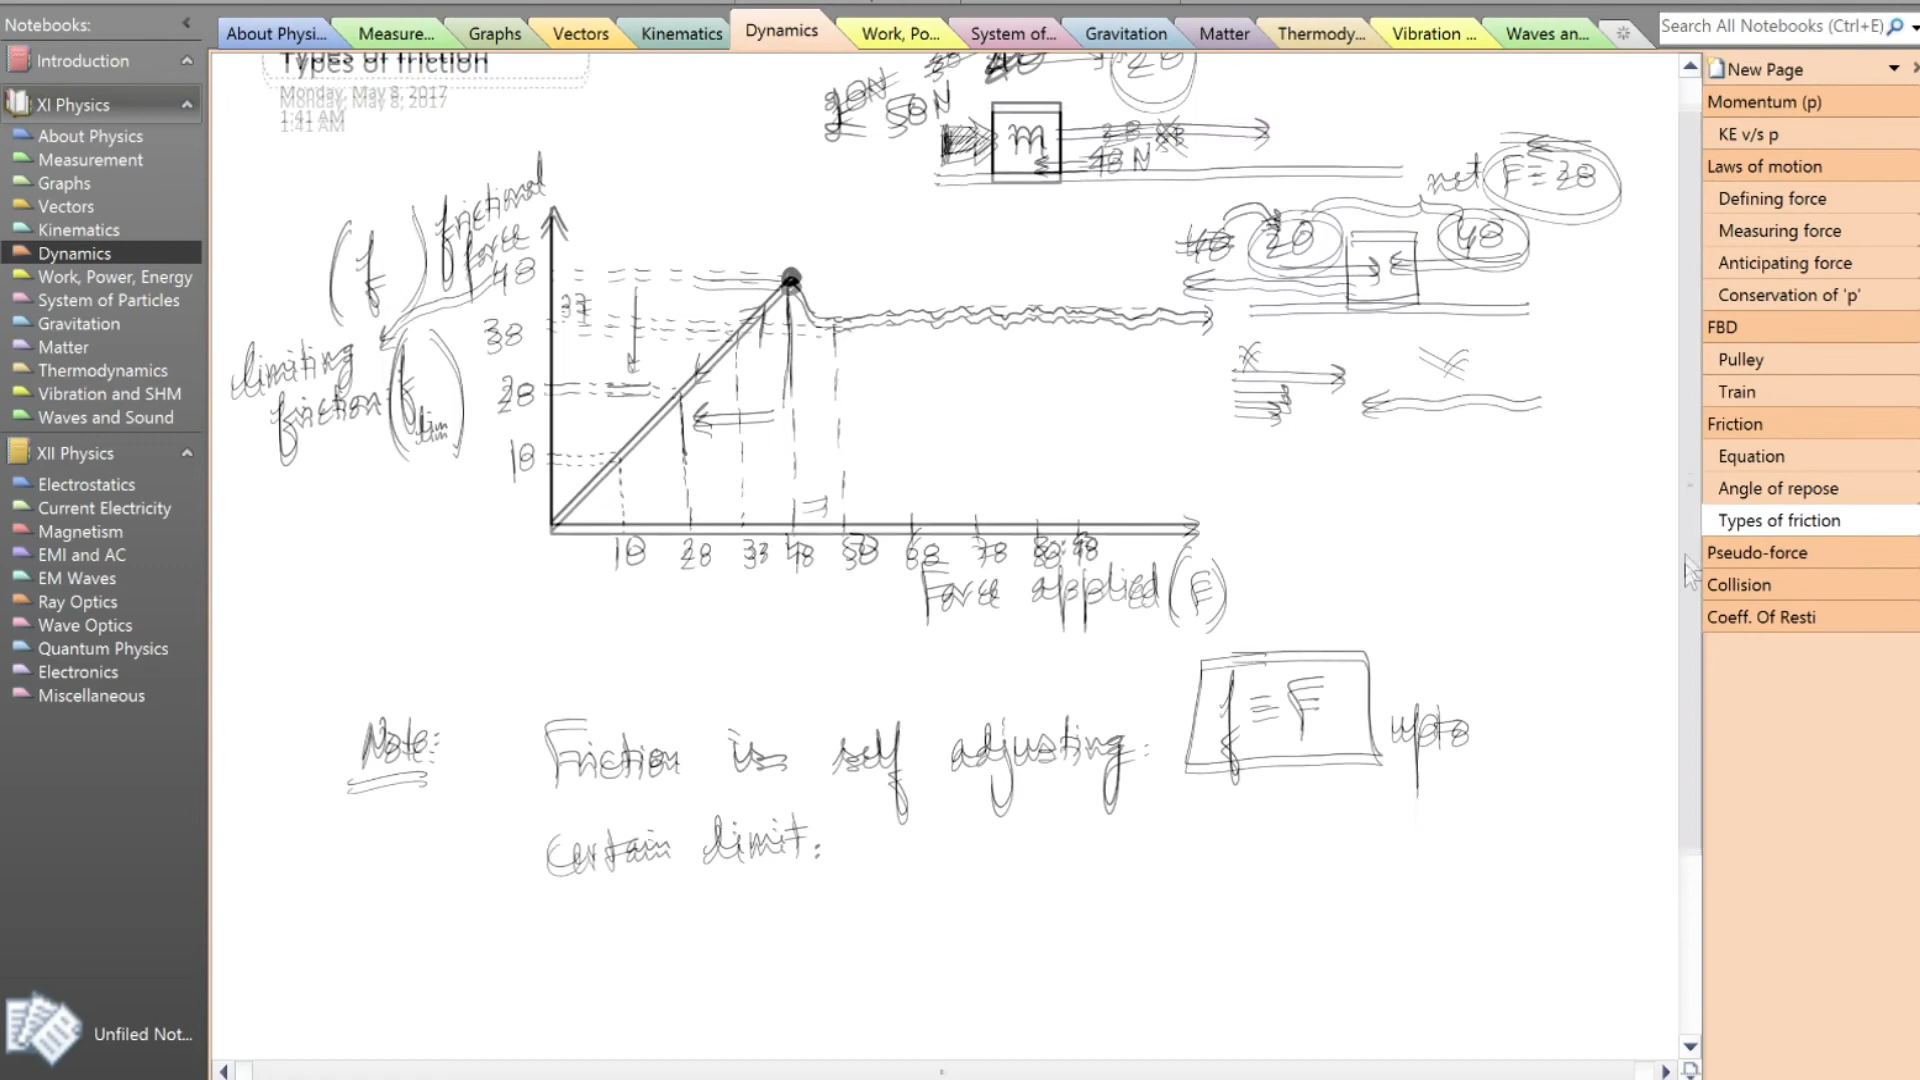 Notebooks:
Introduction
XI Physics
About Physics
Measurement
Graphs
Vectors
Kinematics
Dynamics
Work, Power, Energy
System of Particles
Gravitation
Matter
Thermodynamics
Vibration and SHM
Waves and Sound
XII Physics
Electrostatics
Current Electricity
Magnetism
EMI and AC
EM Waves
Ray Optics
Wave Optics
Quantum Physics
Electronics
Miscellaneous
Unfiled Not...
About Physi...
Measure...
Graphs
Vectors
Kinematics
Dynamics
Work, Po...
System of...
Gravitation
Matter
Thermody...
Vibration ...
Waves an...
Search All Notebooks (Ctrl+E)
Types of friction
Monday, May 8, 2017
1:41 AM
m
net
(f) frictional
force
limiting
friction (f lim)
Force applied (F)
Note: Friction is self adjusting. f = F upto
certain limit.
New Page
Momentum (p)
KE v/s p
Laws of motion
Defining force
Measuring force
Anticipating force
Conservation of 'p'
FBD
Pulley
Train
Friction
Equation
Angle of repose
Types of friction
Pseudo-force
Collision
Coeff. Of Resti